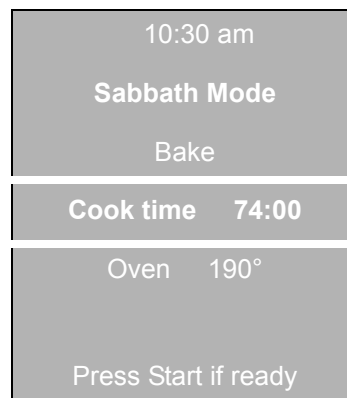 10:30 am
Sabbath Mode
Bake
Cook time 74:00
Oven 190°
Press Start if ready